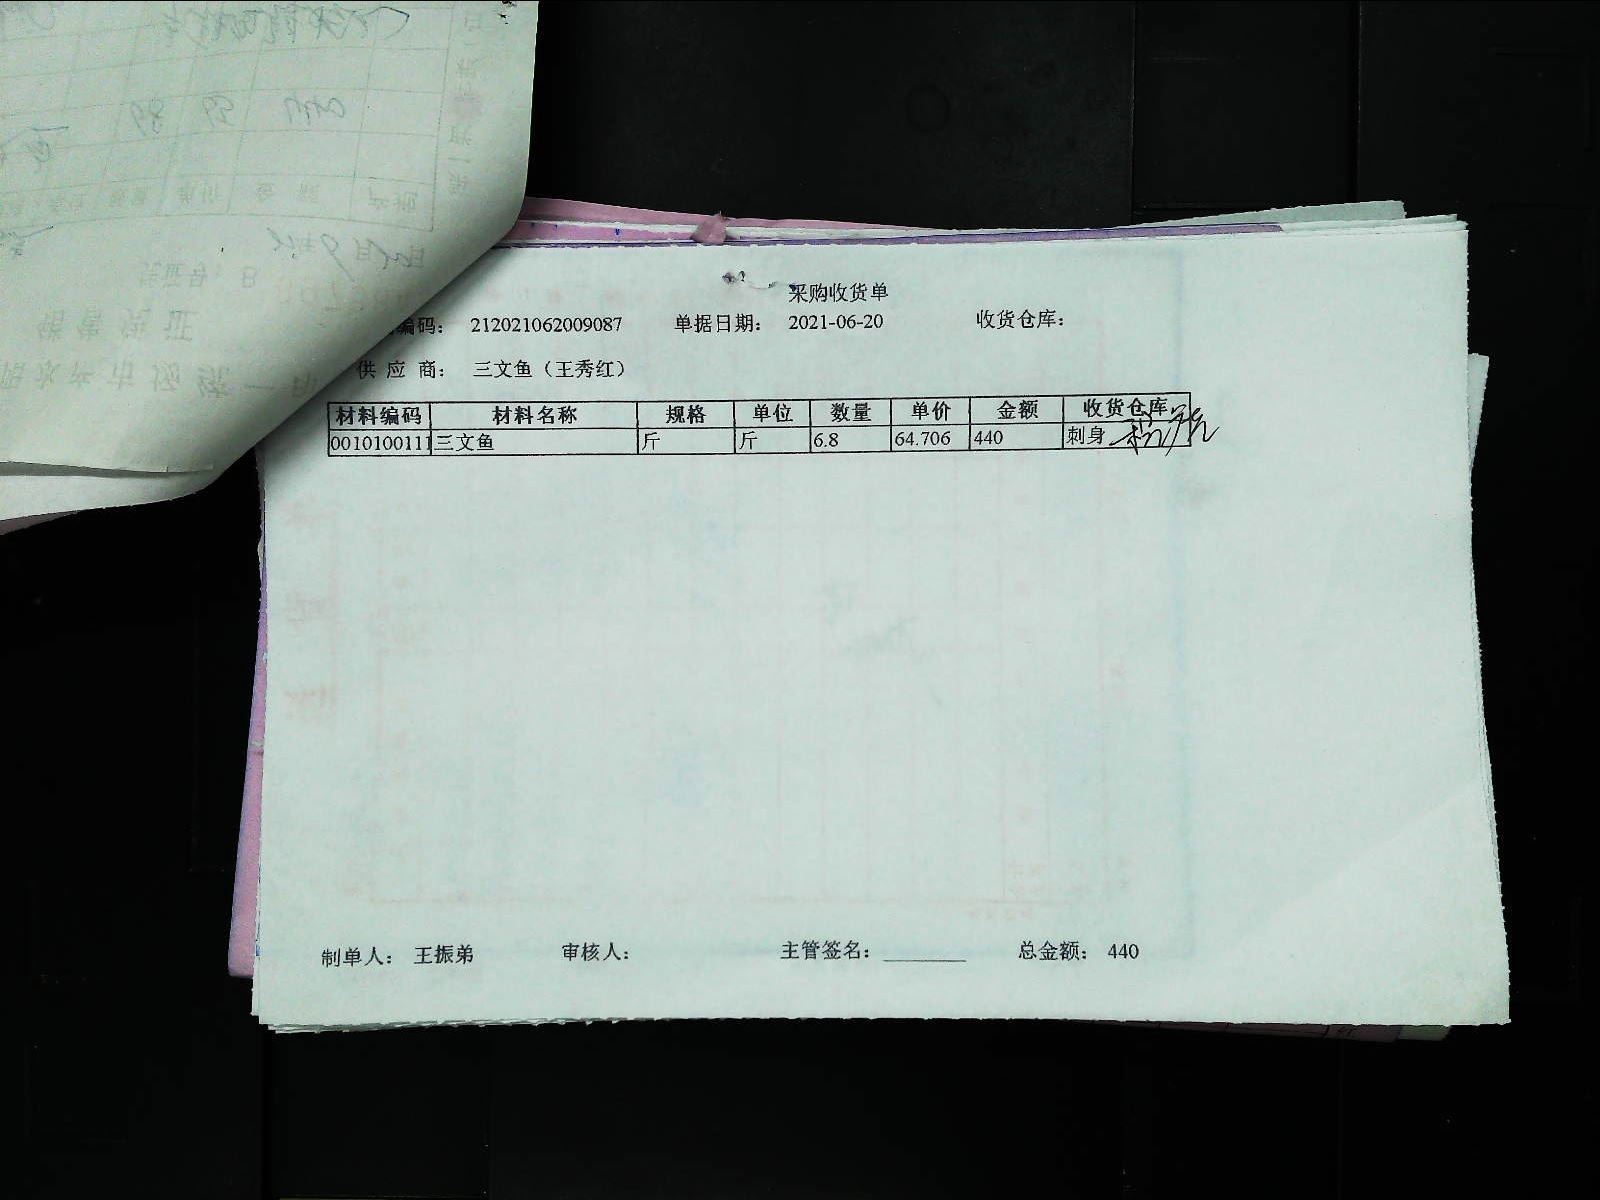 采购收货单
编码： 212021062009087 单据日期： 2021-06-20 收货仓库：
供 应 商： 三文鱼（王秀红）
材料编码 材料名称 规格 单位 数量 单价 金额 收货仓库
0010100111 三文鱼 斤 斤 6.8 64.706 440 刺身
制单人： 王振弟 审核人： 主管签名： ________ 总金额： 440